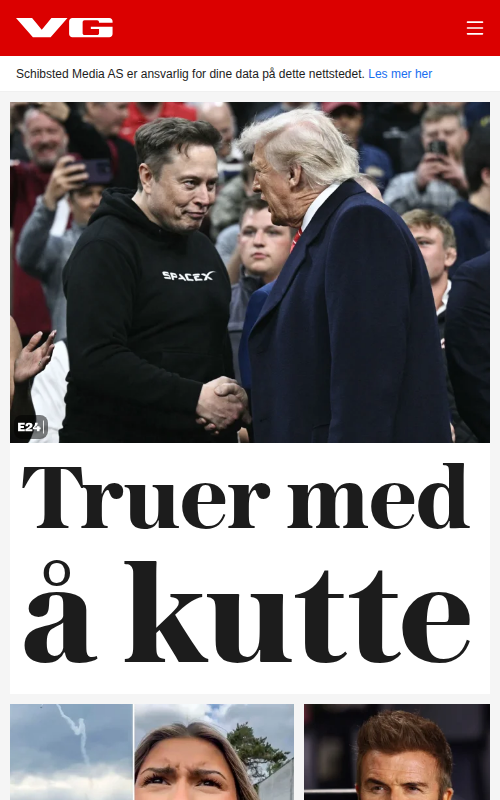 VG
Schibsted Media AS er ansvarlig for dine data på dette nettstedet. Les mer her
SPACEX
E24
Truer med
å kutte